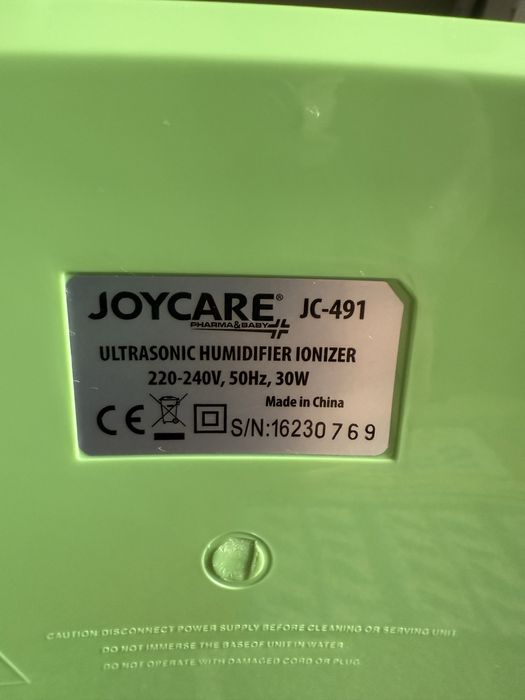 JOYCARE® JC-491
PHARMA&BABY
ULTRASONIC HUMIDIFIER IONIZER
220-240V, 50Hz, 30W
Made in China
CE S/N:16230769
CAUTION: DISCONNECT POWER SUPPLY BEFORE CLEANING OR SERVING UNIT.
DO NOT IMMERSE THE BASE OF UNIT IN WATER.
DO NOT OPERATE WITH DAMAGED CORD OR PLUG.